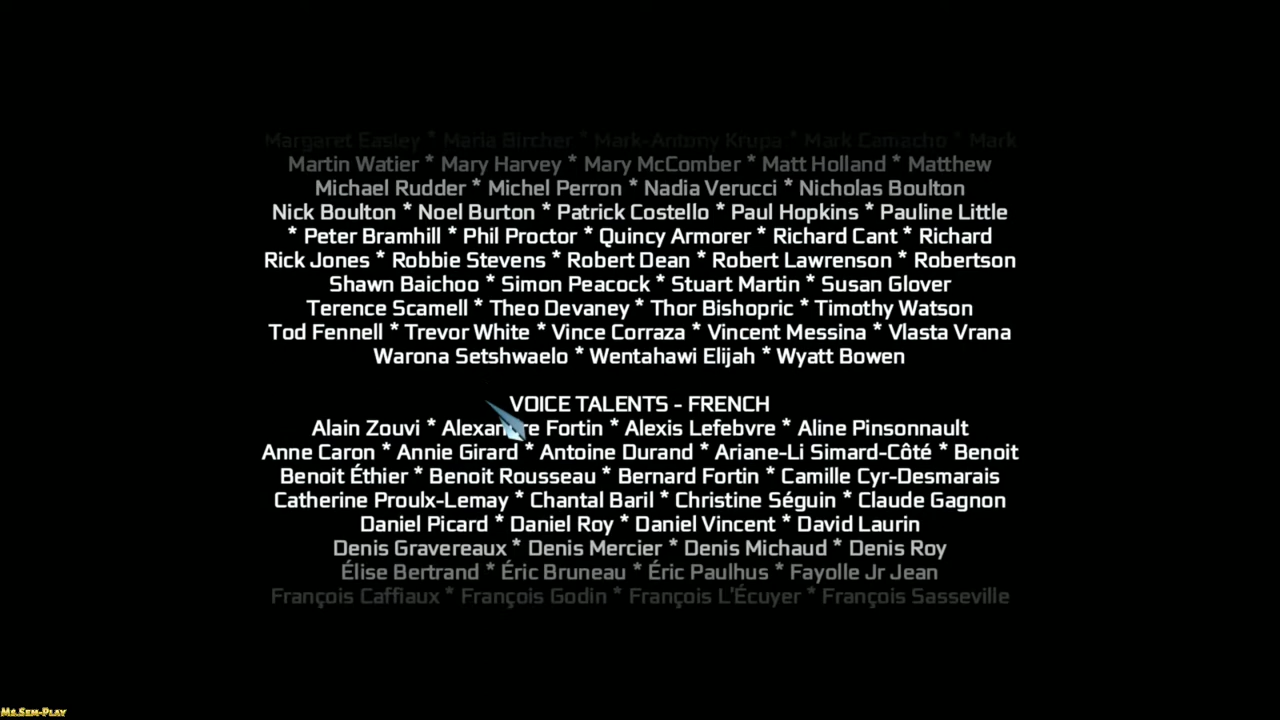 Margaret Easley * Maria Bircher * Mark-Antony Krupa * Mark Camacho * Mark
Martin Watier * Mary Harvey * Mary McComber * Matt Holland * Matthew
Michael Rudder * Michel Perron * Nadia Verucci * Nicholas Boulton
Nick Boulton * Noel Burton * Patrick Costello * Paul Hopkins * Pauline Little
* Peter Bramhill * Phil Proctor * Quincy Armorer * Richard Cant * Richard
Rick Jones * Robbie Stevens * Robert Dean * Robert Lawrenson * Robertson
Shawn Baichoo * Simon Peacock * Stuart Martin * Susan Glover
Terence Scamell * Theo Devaney * Thor Bishopric * Timothy Watson
Tod Fennell * Trevor White * Vince Corraza * Vincent Messina * Vlasta Vrana
Warona Setshwaelo * Wentahawi Elijah * Wyatt Bowen
VOICE TALENTS - FRENCH
Alain Zouvi * Alexandre Fortin * Alexis Lefebvre * Aline Pinsonnault
Anne Caron * Annie Girard * Antoine Durand * Ariane-Li Simard-Côté * Benoit
Benoit Éthier * Benoit Rousseau * Bernard Fortin * Camille Cyr-Desmarais
Catherine Proulx-Lemay * Chantal Baril * Christine Séguin * Claude Gagnon
Daniel Picard * Daniel Roy * Daniel Vincent * David Laurin
Denis Gravereaux * Denis Mercier * Denis Michaud * Denis Roy
Élise Bertrand * Éric Bruneau * Éric Paulhus * Fayolle Jr Jean
François Caffiaux * François Godin * François L'Écuyer * François Sasseville
Ms.Sem-Play